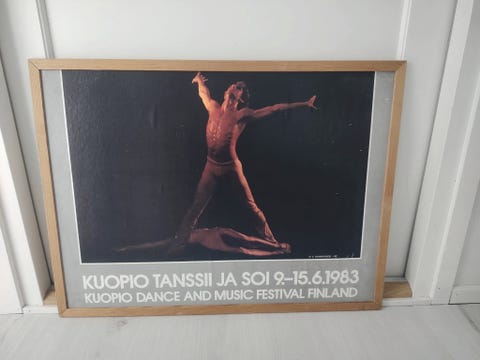 KUOPIO TANSSII JA SOI 9.–15.6.1983
KUOPIO DANCE AND MUSIC FESTIVAL FINLAND